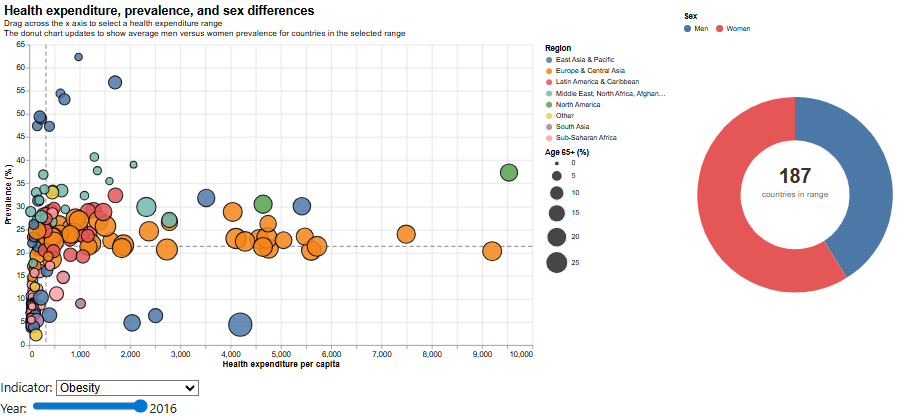 Health expenditure, prevalence, and sex differences
Drag across the x axis to select a health expenditure range
The donut chart updates to show average men versus women prevalence for countries in the selected range
65
60
55
50
45
40
35
30
25
20
15
10
5
0
Prevalence (%)
0
1,000
2,000
3,000
4,000
5,000
6,000
7,000
8,000
9,000
10,000
Health expenditure per capita
Region
East Asia & Pacific
Europe & Central Asia
Latin America & Caribbean
Middle East, North Africa, Afghan…
North America
Other
South Asia
Sub-Saharan Africa
Age 65+ (%)
0
5
10
15
20
25
Sex
Men Women
187
countries in range
Indicator: Obesity
Year: 2016